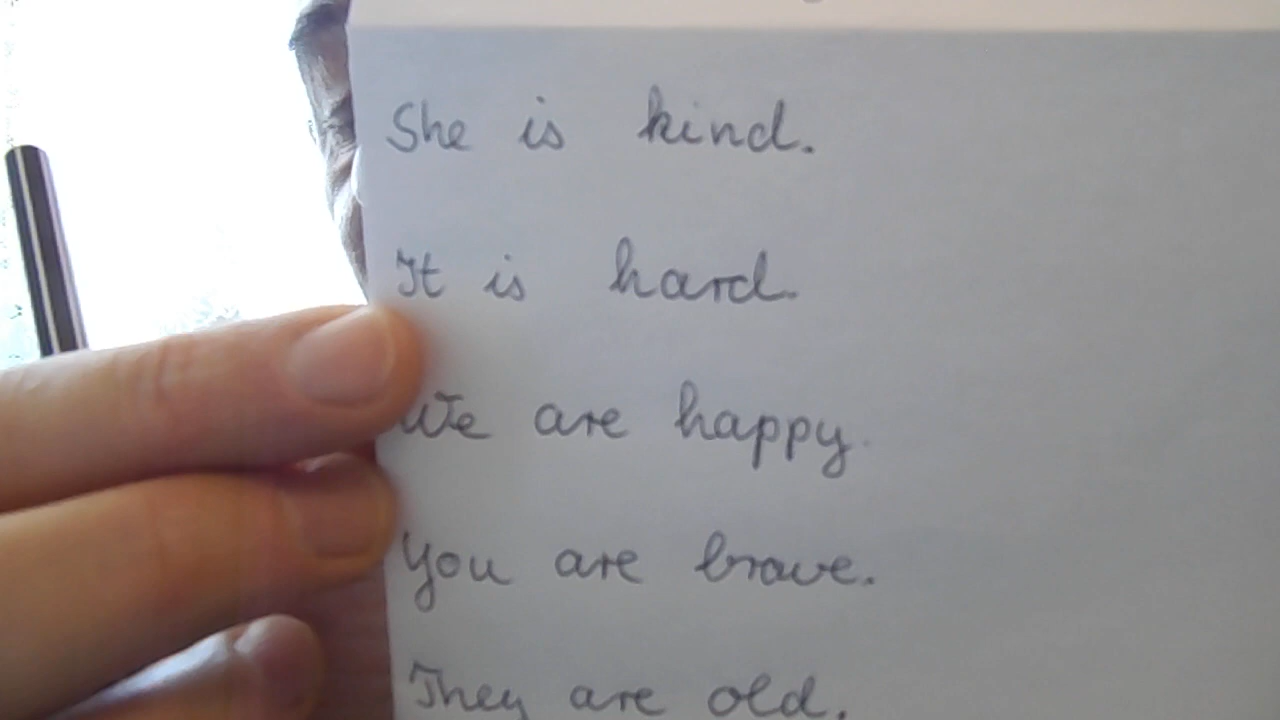 She is kind.
It is hard.
We are happy.
You are brave.
They are old.